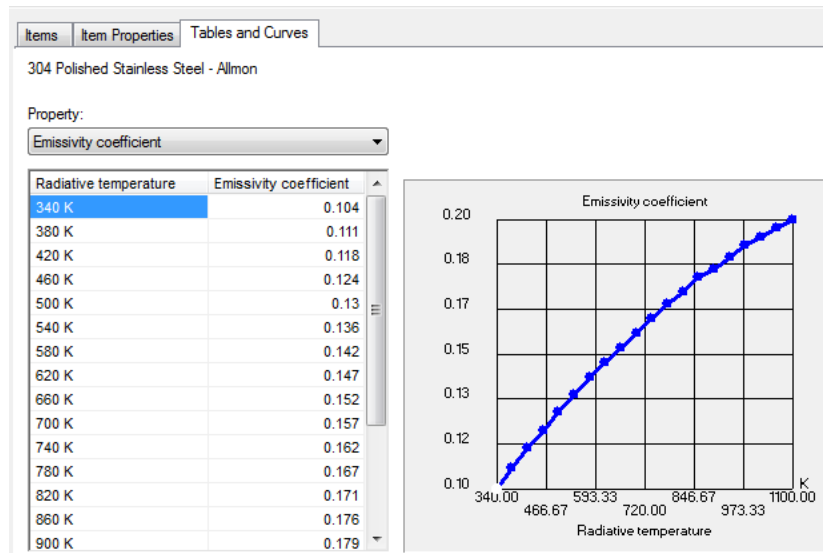 Items Item Properties Tables and Curves
304 Polished Stainless Steel - Allmon
Property:
Emissivity coefficient
Radiative temperature Emissivity coefficient
340 K 0.104
380 K 0.111
420 K 0.118
460 K 0.124
500 K 0.13
540 K 0.136
580 K 0.142
620 K 0.147
660 K 0.152
700 K 0.157
740 K 0.162
780 K 0.167
820 K 0.171
860 K 0.176
900 K 0.179
Emissivity coefficient
0.20
0.18
0.17
0.15
0.13
0.12
0.10
K
340.00 593.33 846.67 1100.00
466.67 720.00 973.33
Radiative temperature